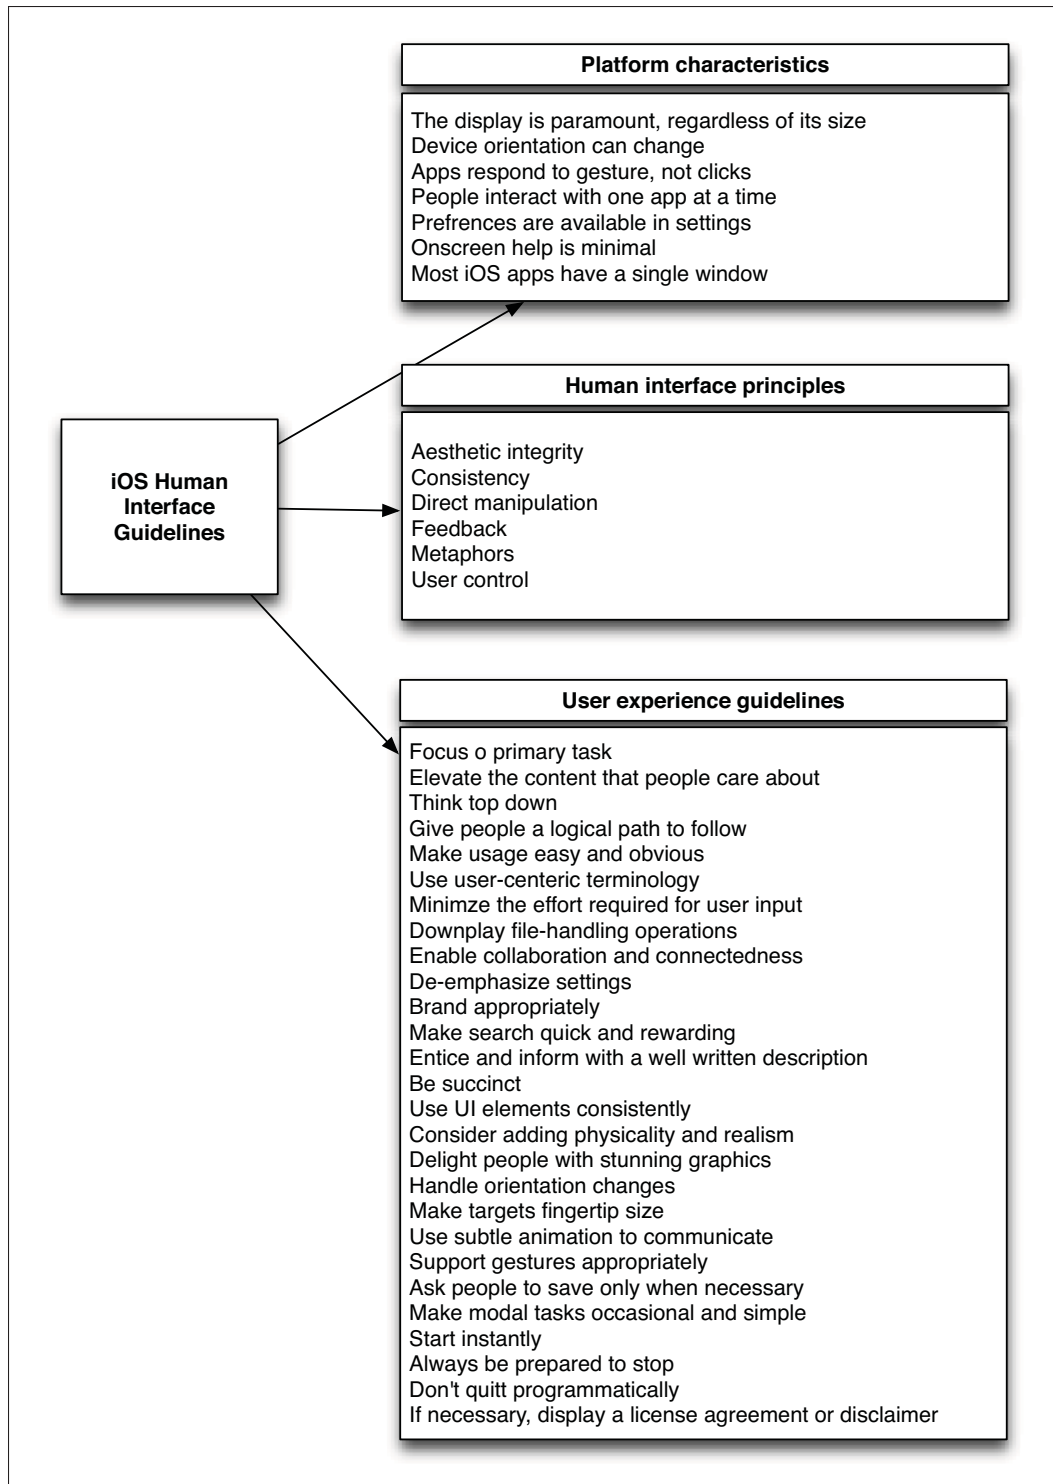 Platform characteristics
The display is paramount, regardless of its size
Device orientation can change
Apps respond to gesture, not clicks
People interact with one app at a time
Prefrences are available in settings
Onscreen help is minimal
Most iOS apps have a single window
Human interface principles
Aesthetic integrity
Consistency
Direct manipulation
Feedback
Metaphors
User control
iOS Human
Interface
Guidelines
User experience guidelines
Focus o primary task
Elevate the content that people care about
Think top down
Give people a logical path to follow
Make usage easy and obvious
Use user-centeric terminology
Minimze the effort required for user input
Downplay file-handling operations
Enable collaboration and connectedness
De-emphasize settings
Brand appropriately
Make search quick and rewarding
Entice and inform with a well written description
Be succinct
Use UI elements consistently
Consider adding physicality and realism
Delight people with stunning graphics
Handle orientation changes
Make targets fingertip size
Use subtle animation to communicate
Support gestures appropriately
Ask people to save only when necessary
Make modal tasks occasional and simple
Start instantly
Always be prepared to stop
Don't quitt programmatically
If necessary, display a license agreement or disclaimer